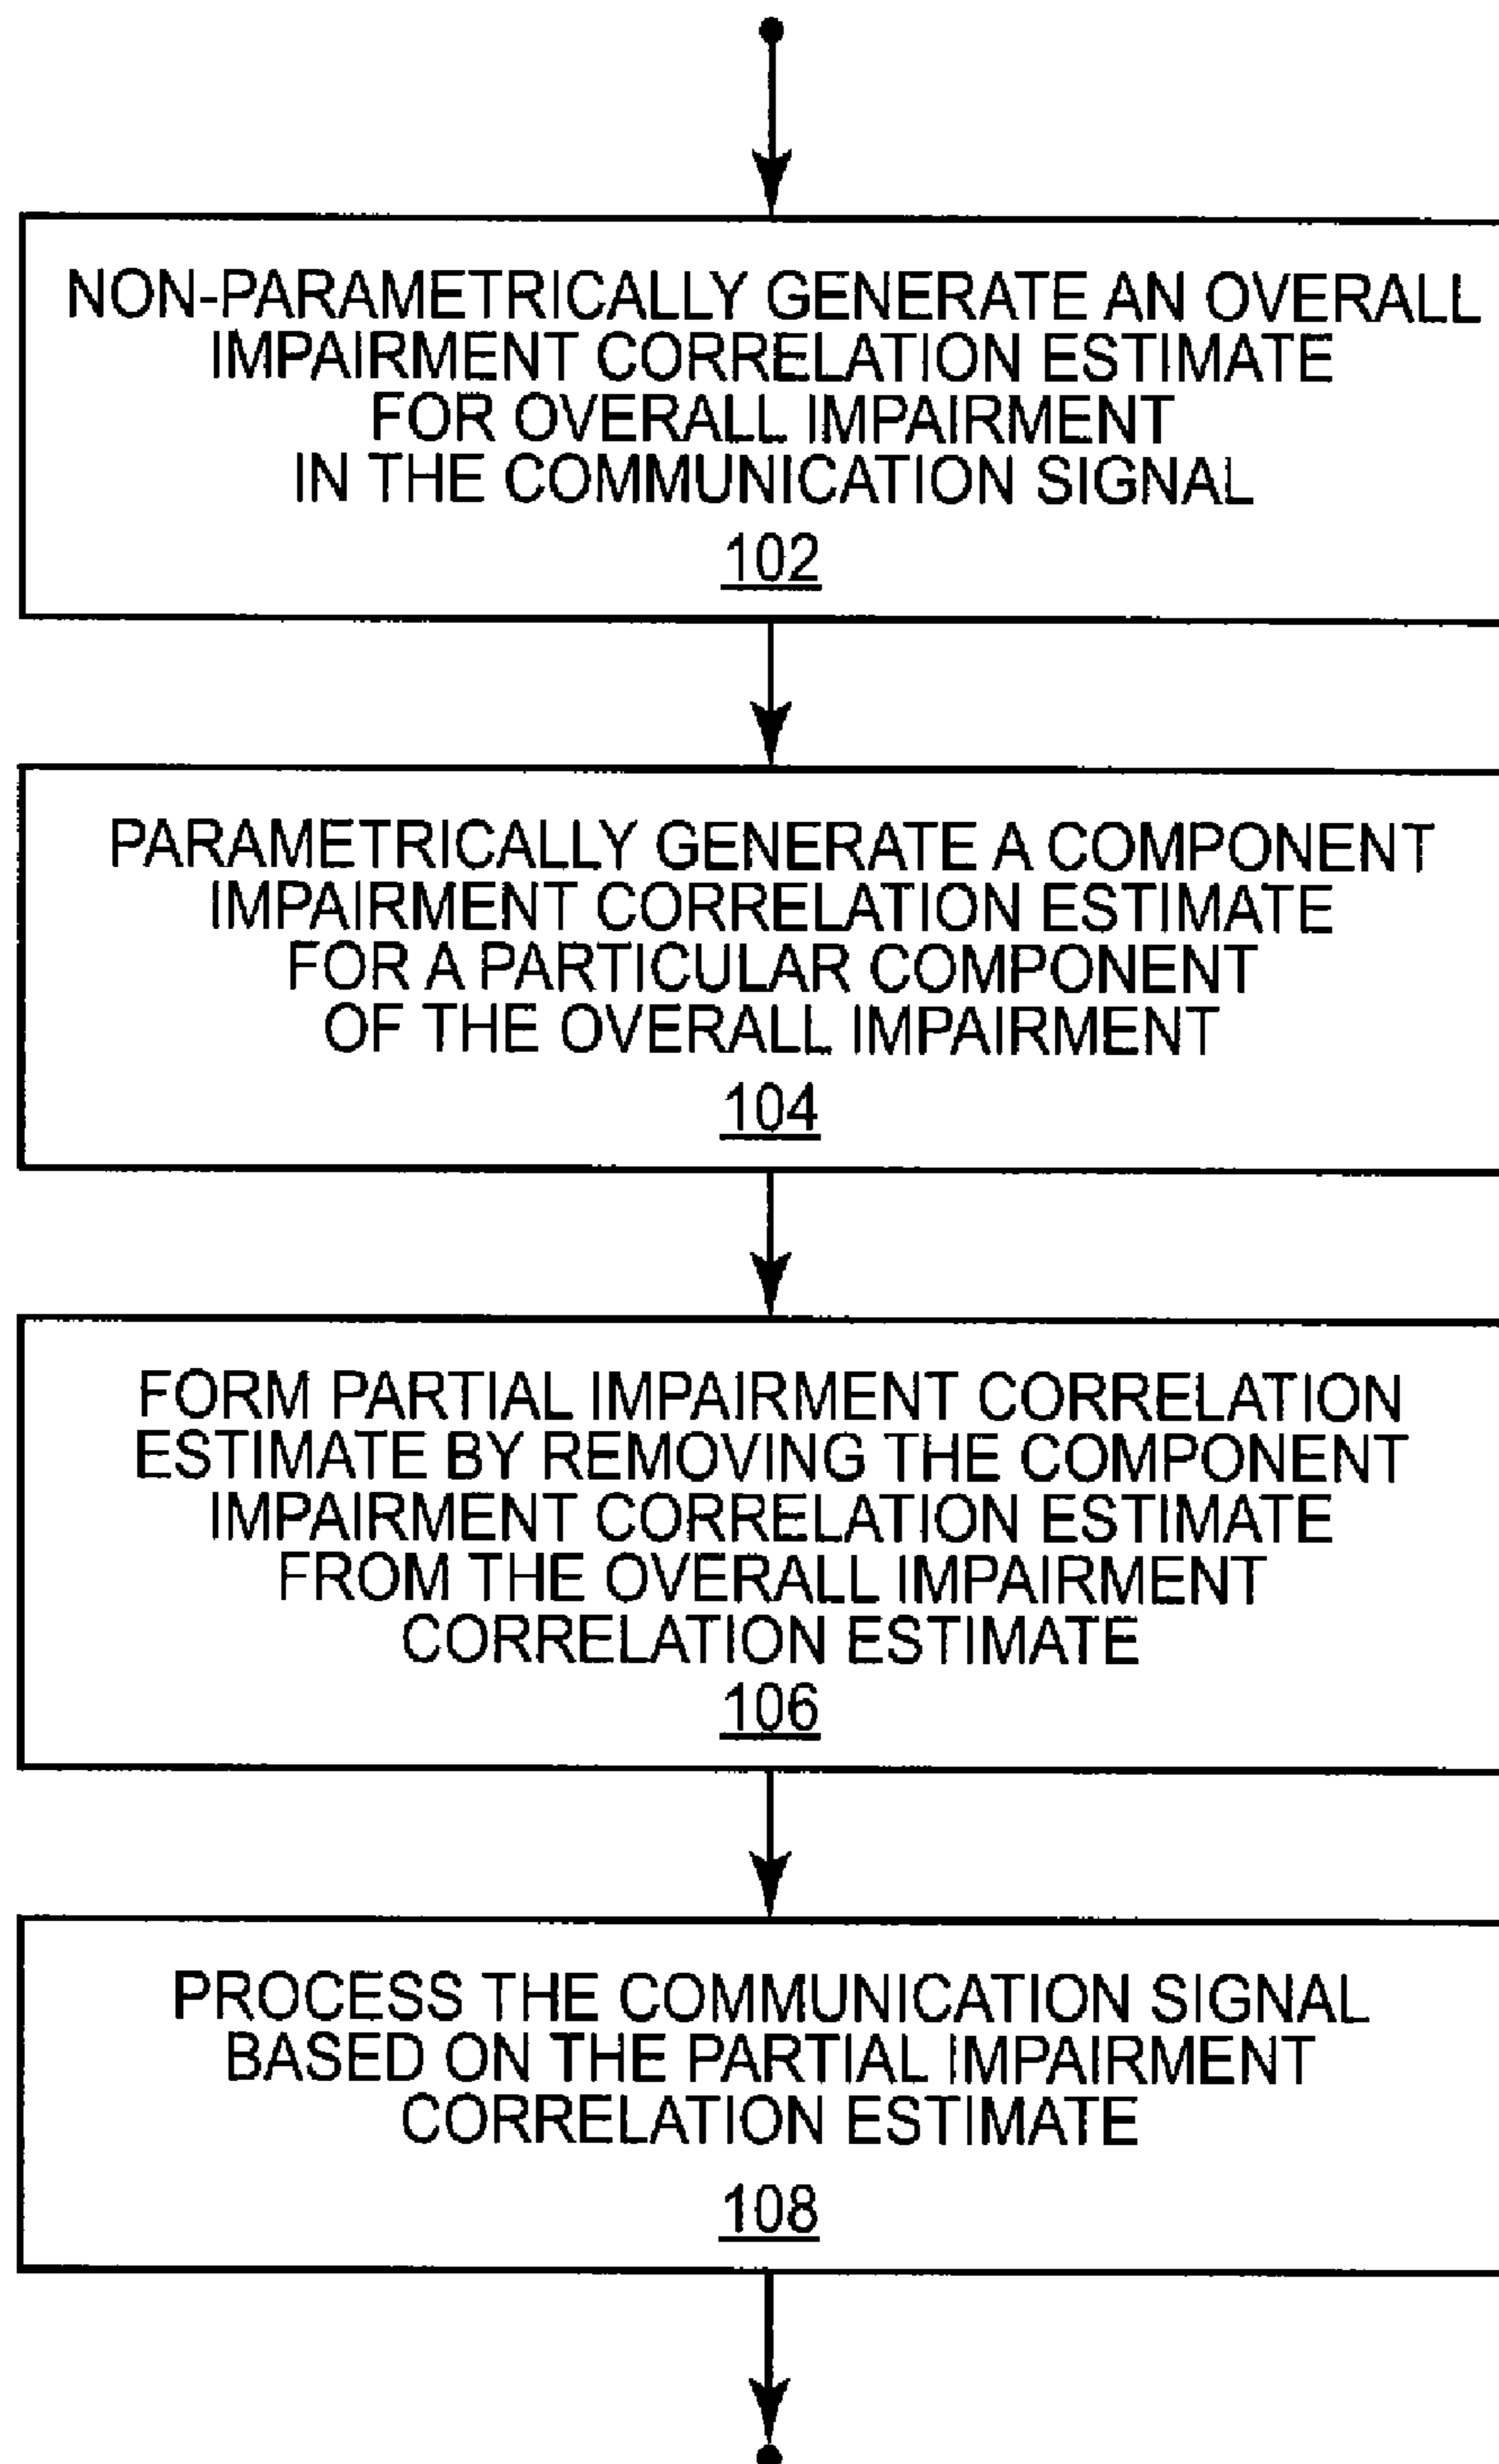 NON-PARAMETRICALLY GENERATE AN OVERALL
IMPAIRMENT CORRELATION ESTIMATE
FOR OVERALL IMPAIRMENT
IN THE COMMUNICATION SIGNAL
102
PARAMETRICALLY GENERATE A COMPONENT
IMPAIRMENT CORRELATION ESTIMATE
FOR A PARTICULAR COMPONENT
OF THE OVERALL IMPAIRMENT
104
FORM PARTIAL IMPAIRMENT CORRELATION
ESTIMATE BY REMOVING THE COMPONENT
IMPAIRMENT CORRELATION ESTIMATE
FROM THE OVERALL IMPAIRMENT
CORRELATION ESTIMATE
106
PROCESS THE COMMUNICATION SIGNAL
BASED ON THE PARTIAL IMPAIRMENT
CORRELATION ESTIMATE
108